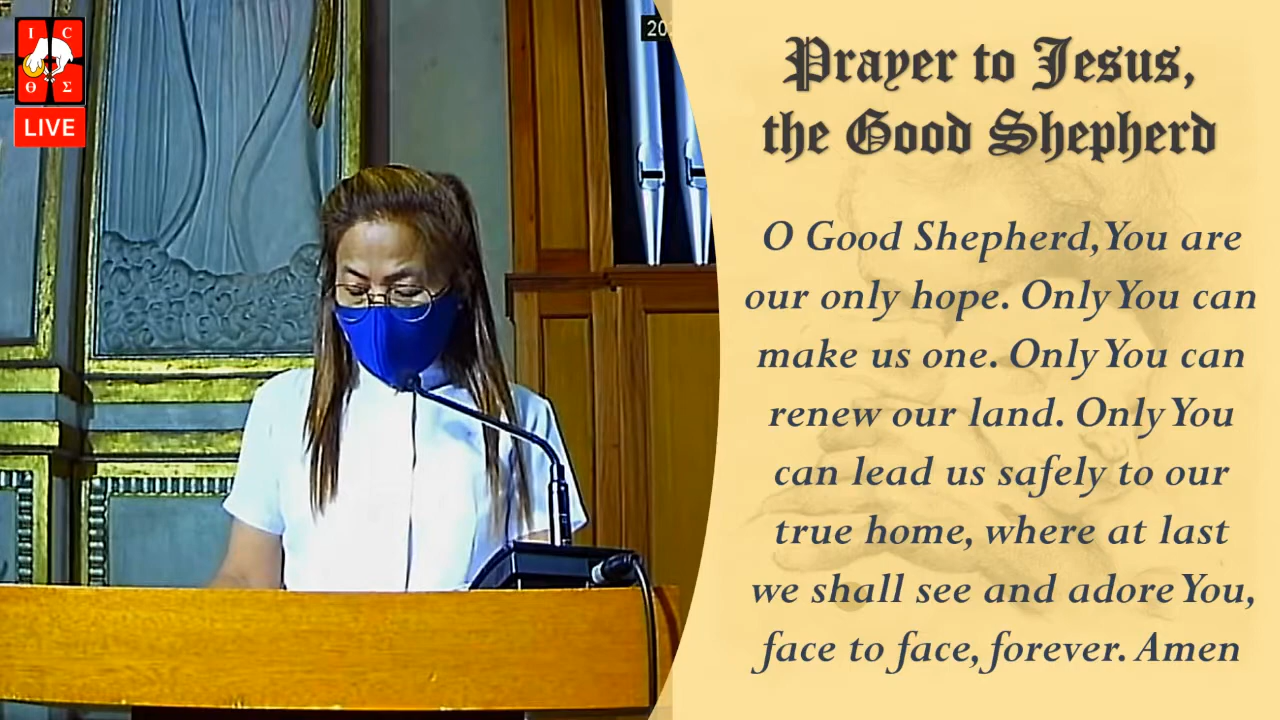 I C
Θ Σ
LIVE
20
Prayer to Jesus,
the Good Shepherd
O Good Shepherd, You are
our only hope. Only You can
make us one. Only You can
renew our land. Only You
can lead us safely to our
true home, where at last
we shall see and adore You,
face to face, forever. Amen